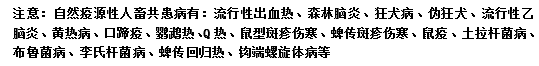 注意：自然疫源性人畜共患病有：流行性出血热、森林脑炎、狂犬病、伪狂犬、流行性乙
脑炎、黄热病、口蹄疫、鹦鹉热、Q 热、鼠型斑疹伤寒、蜱传斑疹伤寒、鼠疫、土拉杆菌病、
布鲁菌病、李氏杆菌病、蜱传回归热、钩端螺旋体病等